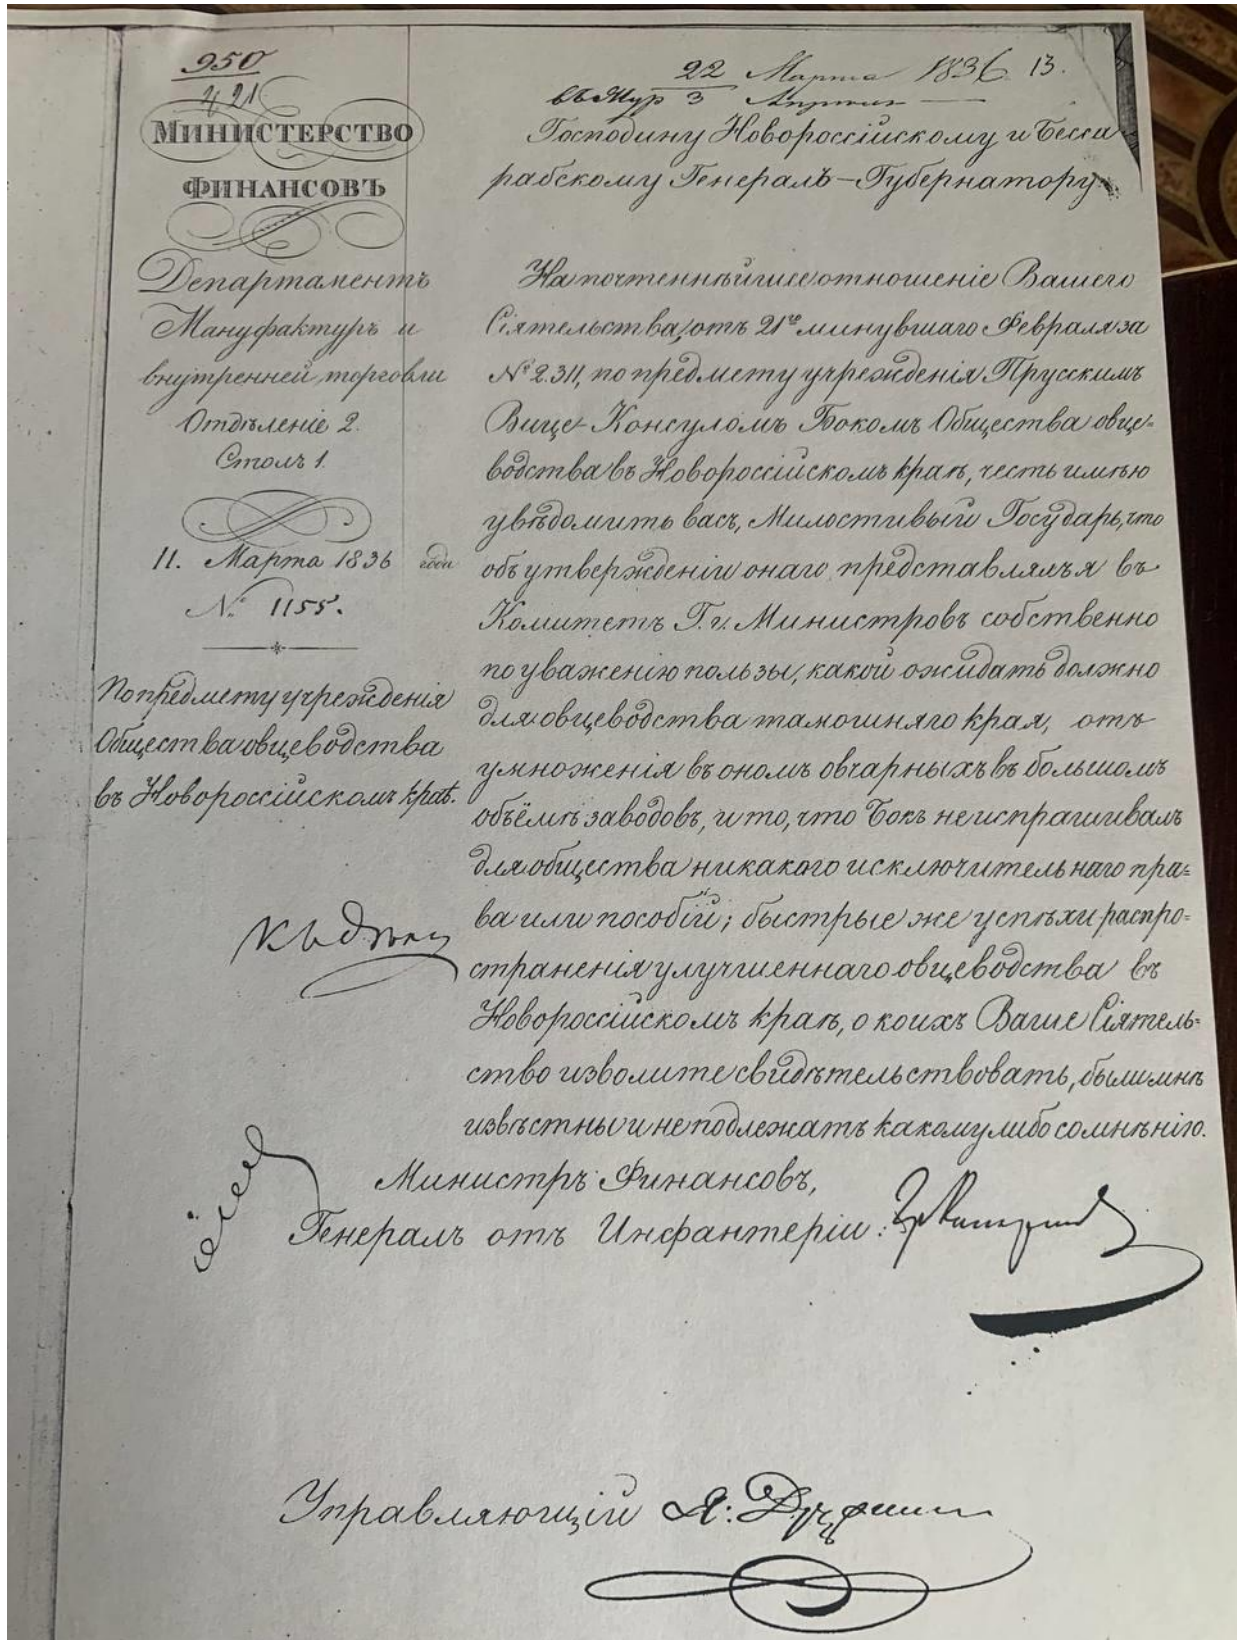 950
421
МИНИСТЕРСТВО
ФИНАНСОВЪ
Департаментъ
Мануфактуръ и
внутренней торговли
Отдѣленіе 2.
Столъ 1.
11. Марта 1836 года
№ 1155.
По предмету учрежденія
Общества овцеводства
въ Новороссійскомъ краѣ.
22 Марта 1836 13.
3 Апрѣля
Господину Новороссійскому и Бесса
рабскому Генералъ-Губернатору
На почтеннѣйшее отношеніе Вашего
Сіятельства, отъ 21го минувшаго Февраля за
№ 2.311, по предмету учрежденія Прусскимъ
Вице-Консуломъ Бокомъ Общества овце-
водства въ Новороссійскомъ краѣ, честь имѣю
увѣдомить васъ, Милостивый Государь, что
объ утвержденіи онаго представлялъ я въ
Комитетъ Г.г. Министровъ собственно
по уваженію пользы, какой ожидать должно
для овцеводства тамошняго края, отъ
умноженія въ ономъ овчарныхъ въ большомъ
объёмѣ заводовъ, и то, что Бокъ не испрашивалъ
для общества никакого исключительнаго пра-
ва или пособій; быстрые же успѣхи распро-
страненія улучшеннаго овцеводства въ
Новороссійскомъ краѣ, о коихъ Ваше Сіятель-
ство изволите свидѣтельствовать, были мнѣ
извѣстны и не подлежатъ какому либо сомнѣнію.
Министръ Финансовъ,
Генералъ отъ Инфантеріи:
Управляющій Я: